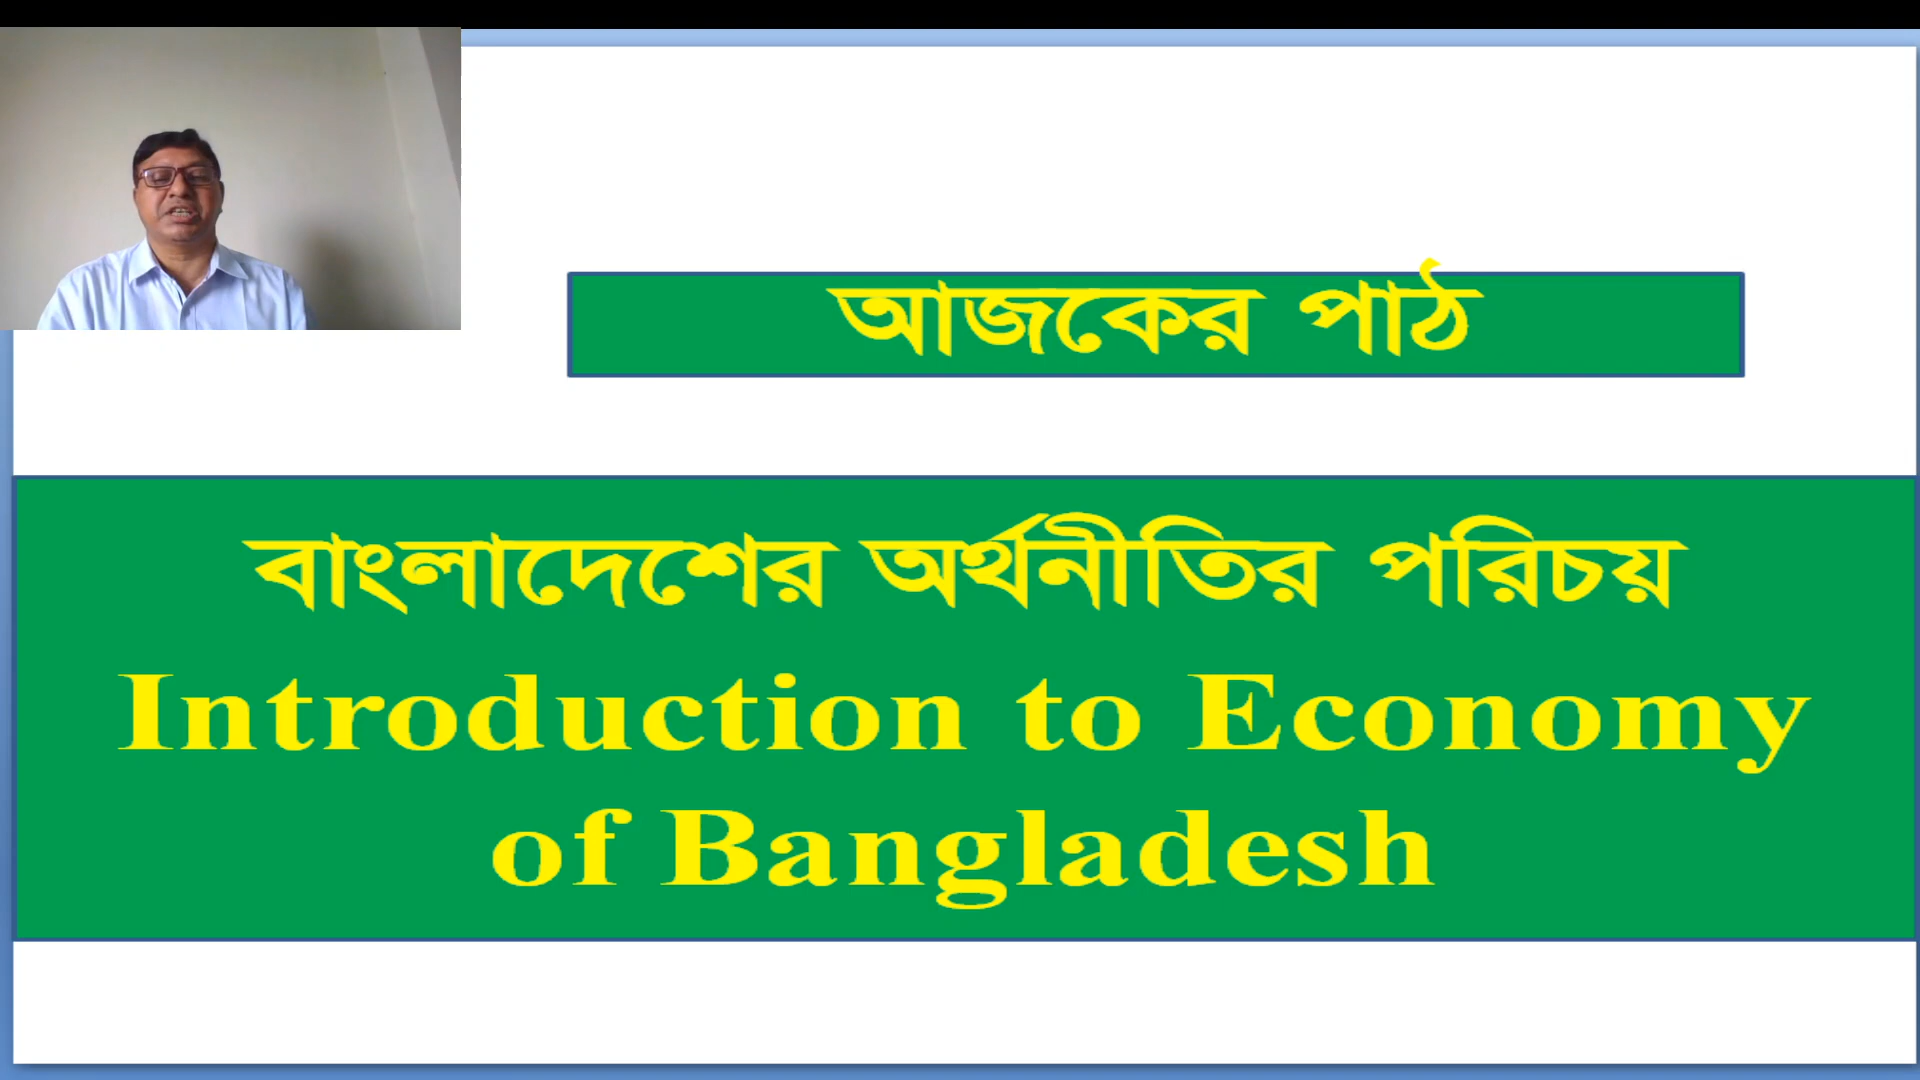 আজকের পাঠ
বাংলাদেশের অর্থনীতির পরিচয়
Introduction to Economy
of Bangladesh